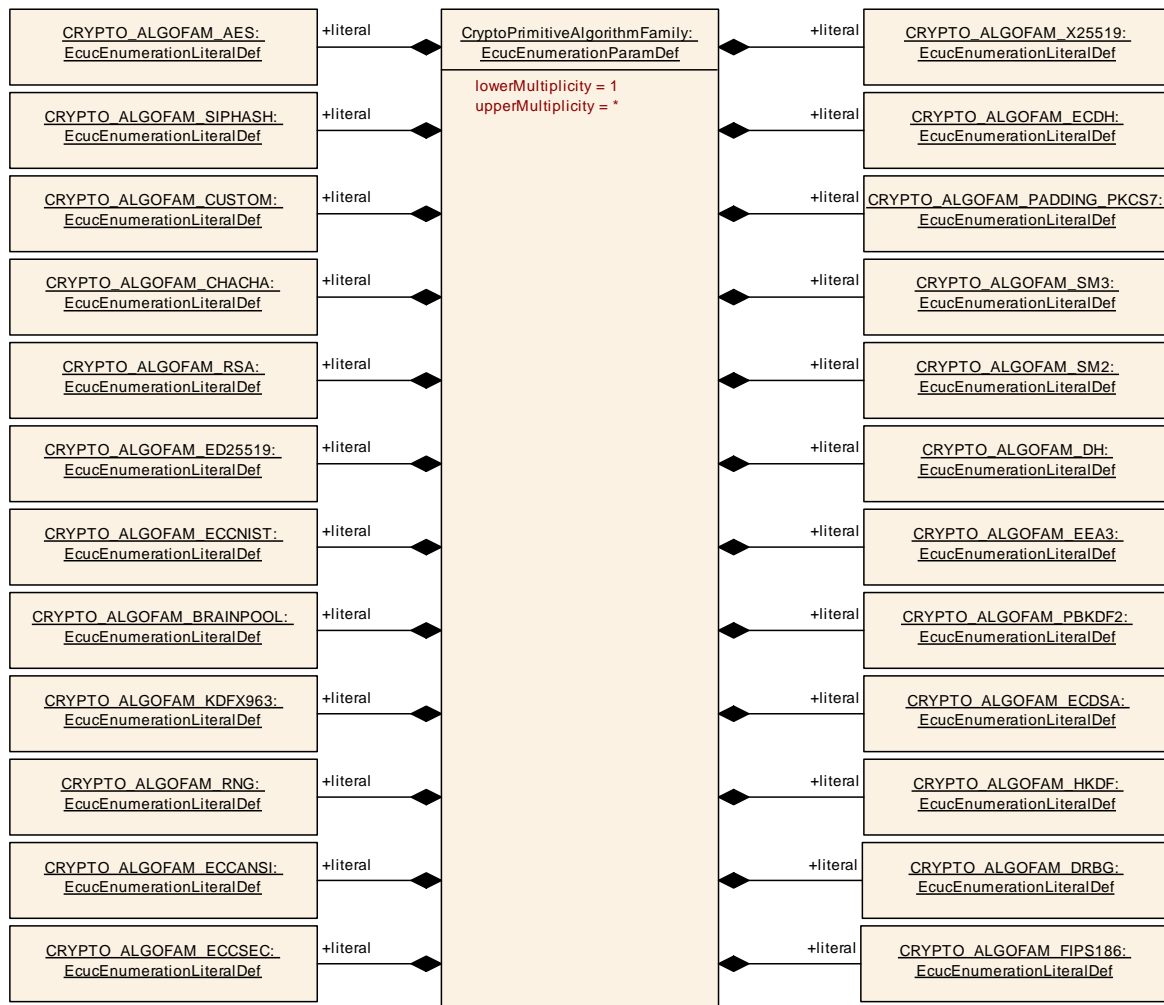 CRYPTO_ALGOFAM_AES:
EcucEnumerationLiteralDef
+literal
CryptoPrimitiveAlgorithmFamily:
EcucEnumerationParamDef
lowerMultiplicity = 1
upperMultiplicity = *
+literal
CRYPTO_ALGOFAM_X25519:
EcucEnumerationLiteralDef
CRYPTO_ALGOFAM_SIPHASH:
EcucEnumerationLiteralDef
+literal
+literal
CRYPTO_ALGOFAM_ECDH:
EcucEnumerationLiteralDef
CRYPTO_ALGOFAM_CUSTOM:
EcucEnumerationLiteralDef
+literal
+literal
CRYPTO_ALGOFAM_PADDING_PKCS7:
EcucEnumerationLiteralDef
CRYPTO_ALGOFAM_CHACHA:
EcucEnumerationLiteralDef
+literal
+literal
CRYPTO_ALGOFAM_SM3:
EcucEnumerationLiteralDef
CRYPTO_ALGOFAM_RSA:
EcucEnumerationLiteralDef
+literal
+literal
CRYPTO_ALGOFAM_SM2:
EcucEnumerationLiteralDef
CRYPTO_ALGOFAM_ED25519:
EcucEnumerationLiteralDef
+literal
+literal
CRYPTO_ALGOFAM_DH:
EcucEnumerationLiteralDef
CRYPTO_ALGOFAM_ECCNIST:
EcucEnumerationLiteralDef
+literal
+literal
CRYPTO_ALGOFAM_EEA3:
EcucEnumerationLiteralDef
CRYPTO_ALGOFAM_BRAINPOOL:
EcucEnumerationLiteralDef
+literal
+literal
CRYPTO_ALGOFAM_PBKDF2:
EcucEnumerationLiteralDef
CRYPTO_ALGOFAM_KDFX963:
EcucEnumerationLiteralDef
+literal
+literal
CRYPTO_ALGOFAM_ECDSA:
EcucEnumerationLiteralDef
CRYPTO_ALGOFAM_RNG:
EcucEnumerationLiteralDef
+literal
+literal
CRYPTO_ALGOFAM_HKDF:
EcucEnumerationLiteralDef
CRYPTO_ALGOFAM_ECCANSI:
EcucEnumerationLiteralDef
+literal
+literal
CRYPTO_ALGOFAM_DRBG:
EcucEnumerationLiteralDef
CRYPTO_ALGOFAM_ECCSEC:
EcucEnumerationLiteralDef
+literal
+literal
CRYPTO_ALGOFAM_FIPS186:
EcucEnumerationLiteralDef